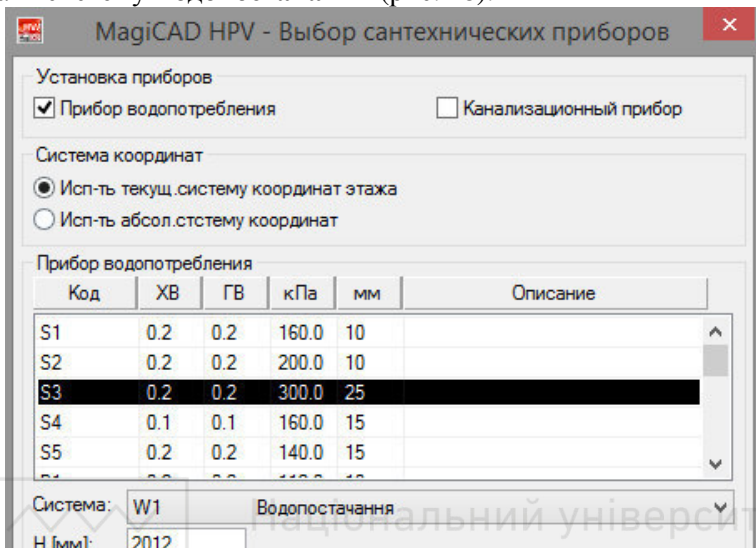 MagiCAD HPV - Выбор сантехнических приборов
Установка приборов
Прибор водопотребления Канализационный прибор
Система координат
Исп-ть текущ.систему координат этажа
Исп-ть абсол.стстему координат
Прибор водопотребления
Код ХВ ГВ кПа мм Описание
S1 0.2 0.2 160.0 10
S2 0.2 0.2 200.0 10
S3 0.2 0.2 300.0 25
S4 0.1 0.1 160.0 15
S5 0.2 0.2 140.0 15
Система: W1 Водопостачання
Національний університ
H [мм]: 2012